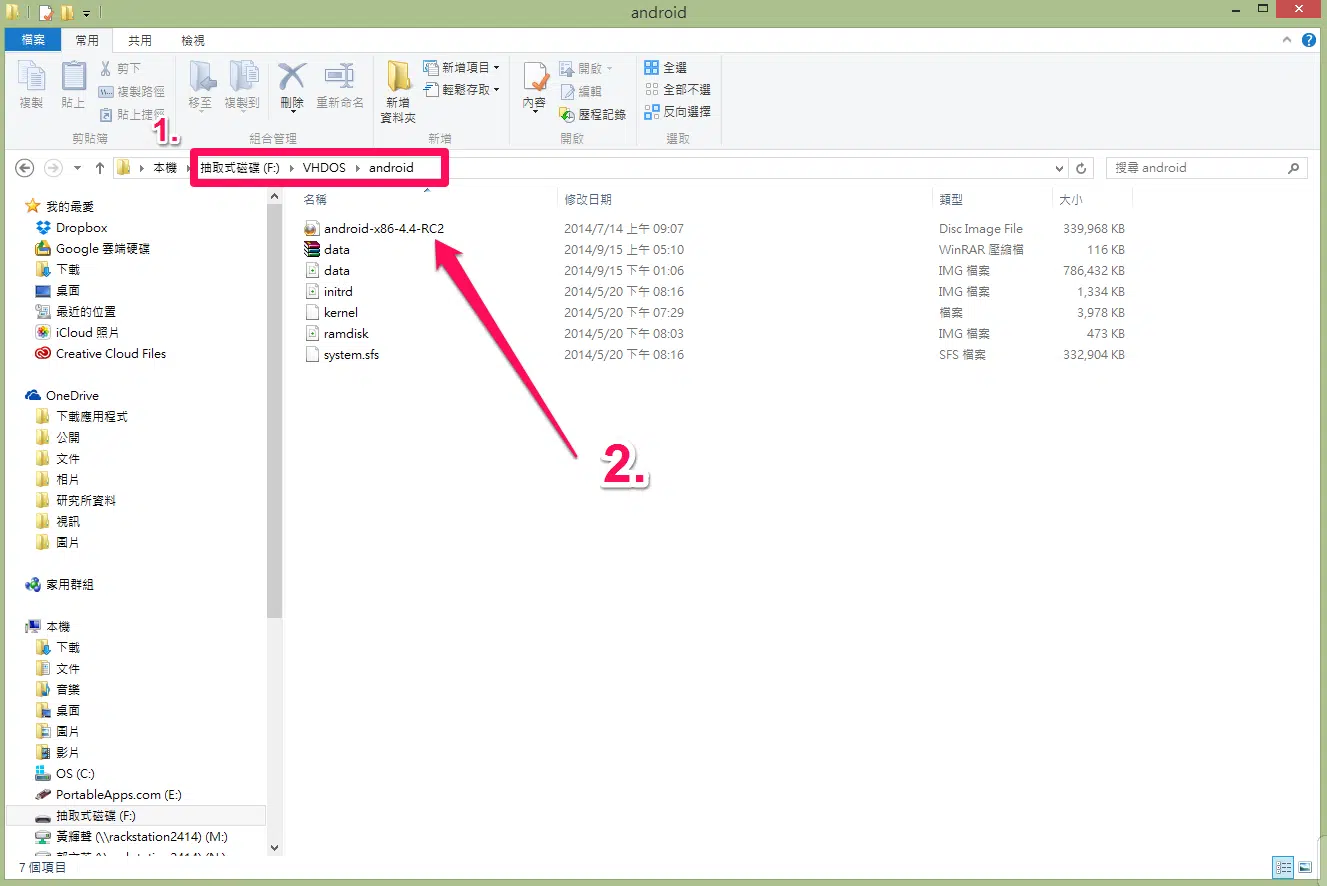 android
檔案 常用 共用 檢視
複製
貼上
剪下
複製路徑
貼上捷徑
剪貼簿
移至
複製到
刪除
重新命名
組合管理
新增
資料夾
新增項目
輕鬆存取
新增
內容
開啟
編輯
歷程記錄
開啟
全選
全部不選
反向選擇
選取
1.
本機 抽取式磁碟 (F:) VHDOS android
搜尋 android
我的最愛
Dropbox
Google 雲端硬碟
下載
桌面
最近的位置
iCloud 照片
Creative Cloud Files
OneDrive
下載應用程式
公開
文件
相片
研究所資料
視訊
圖片
家用群組
本機
下載
文件
音樂
桌面
圖片
影片
OS (C:)
PortableApps.com (E:)
抽取式磁碟 (F:)
黃輝聲 (\\rackstation2414) (M:)
名稱 修改日期 類型 大小
android-x86-4.4-RC2 2014/7/14 上午 09:07 Disc Image File 339,968 KB
data 2014/9/15 上午 05:10 WinRAR 壓縮檔 116 KB
data 2014/9/15 下午 01:06 IMG 檔案 786,432 KB
initrd 2014/5/20 下午 08:16 IMG 檔案 1,334 KB
kernel 2014/5/20 下午 07:29 檔案 3,978 KB
ramdisk 2014/5/20 下午 08:03 IMG 檔案 473 KB
system.sfs 2014/5/20 下午 08:16 SFS 檔案 332,904 KB
2.
7 個項目